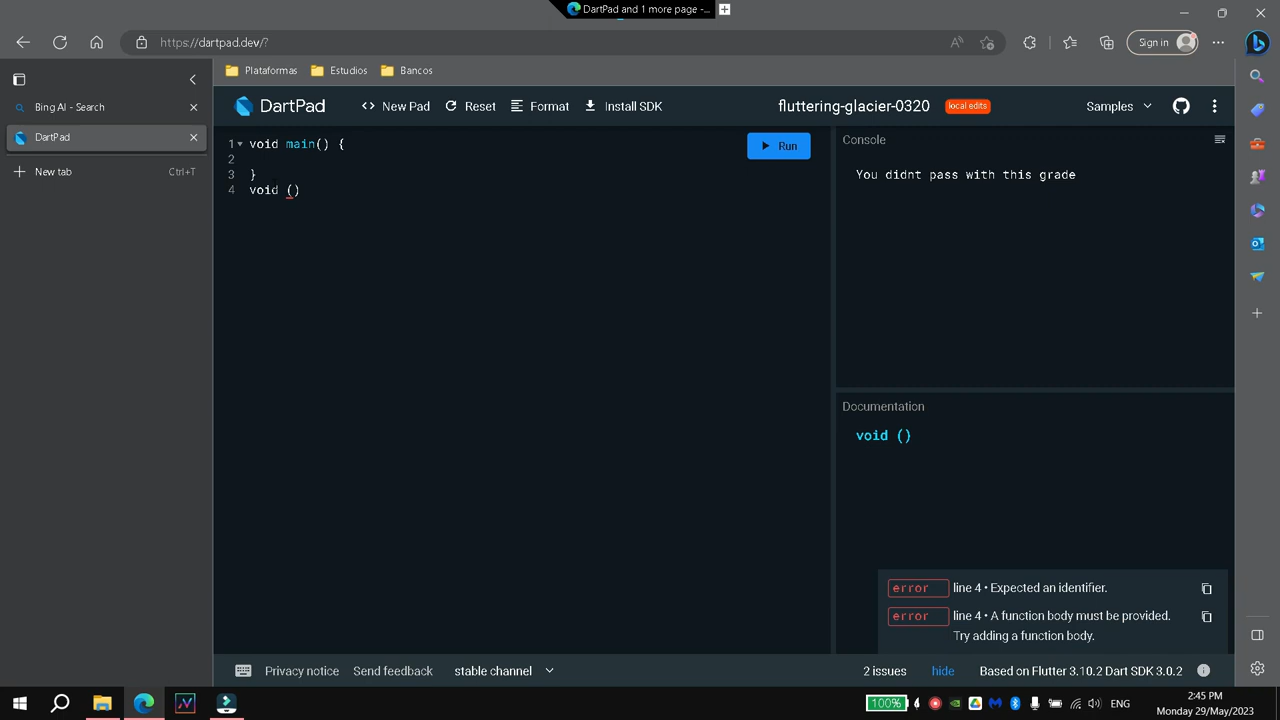 DartPad and 1 more page -...
https://dartpad.dev/?
Sign in
Plataformas
Estudios
Bancos
Bing AI - Search
DartPad
New tab
Ctrl+T
DartPad
New Pad
Reset
Format
Install SDK
fluttering-glacier-0320
local edits
Samples
1 void main() {
2
3 }
4 void ()
Run
Console
You didnt pass with this grade
Documentation
void ()
error line 4 • Expected an identifier.
error line 4 • A function body must be provided.
Try adding a function body.
Privacy notice
Send feedback
stable channel
2 issues
hide
Based on Flutter 3.10.2 Dart SDK 3.0.2
100%
ENG
2:45 PM
Monday 29/May/2023